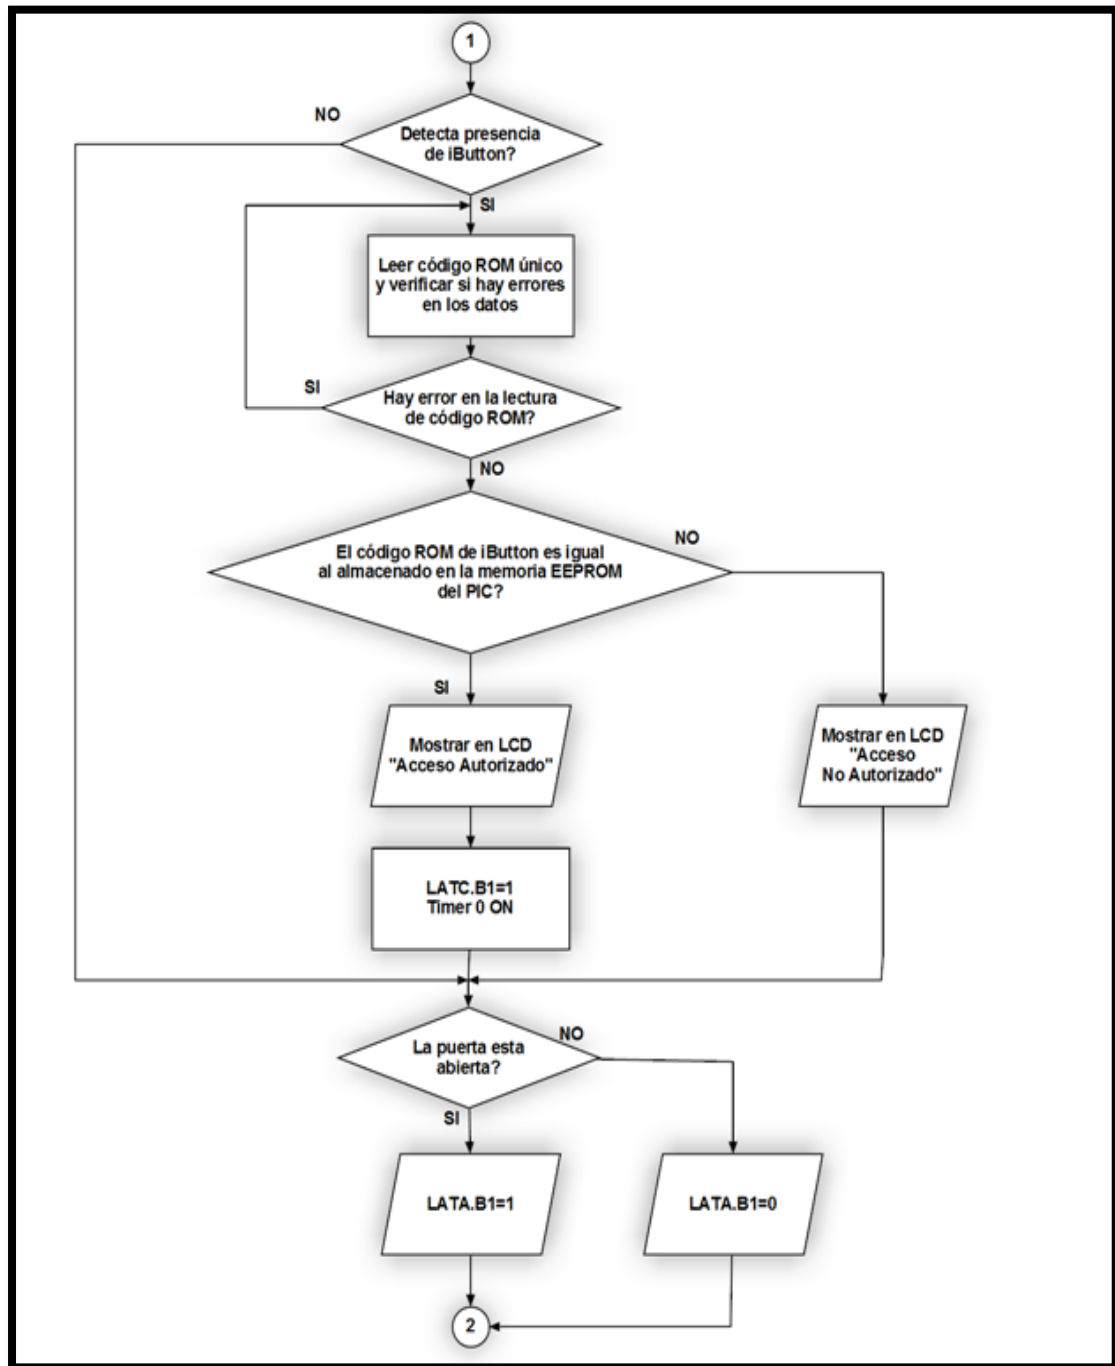 1
NO
Detecta presencia
de iButton?
SI
Leer código ROM único
y verificar si hay errores
en los datos
SI
Hay error en la lectura
de código ROM?
NO
El código ROM de iButton es igual
al almacenado en la memoria EEPROM
del PIC?
NO
SI
Mostrar en LCD
"Acceso Autorizado"
Mostrar en LCD
"Acceso
No Autorizado"
LATC.B1=1
Timer 0 ON
La puerta esta
abierta?
NO
SI
LATA.B1=1
LATA.B1=0
2